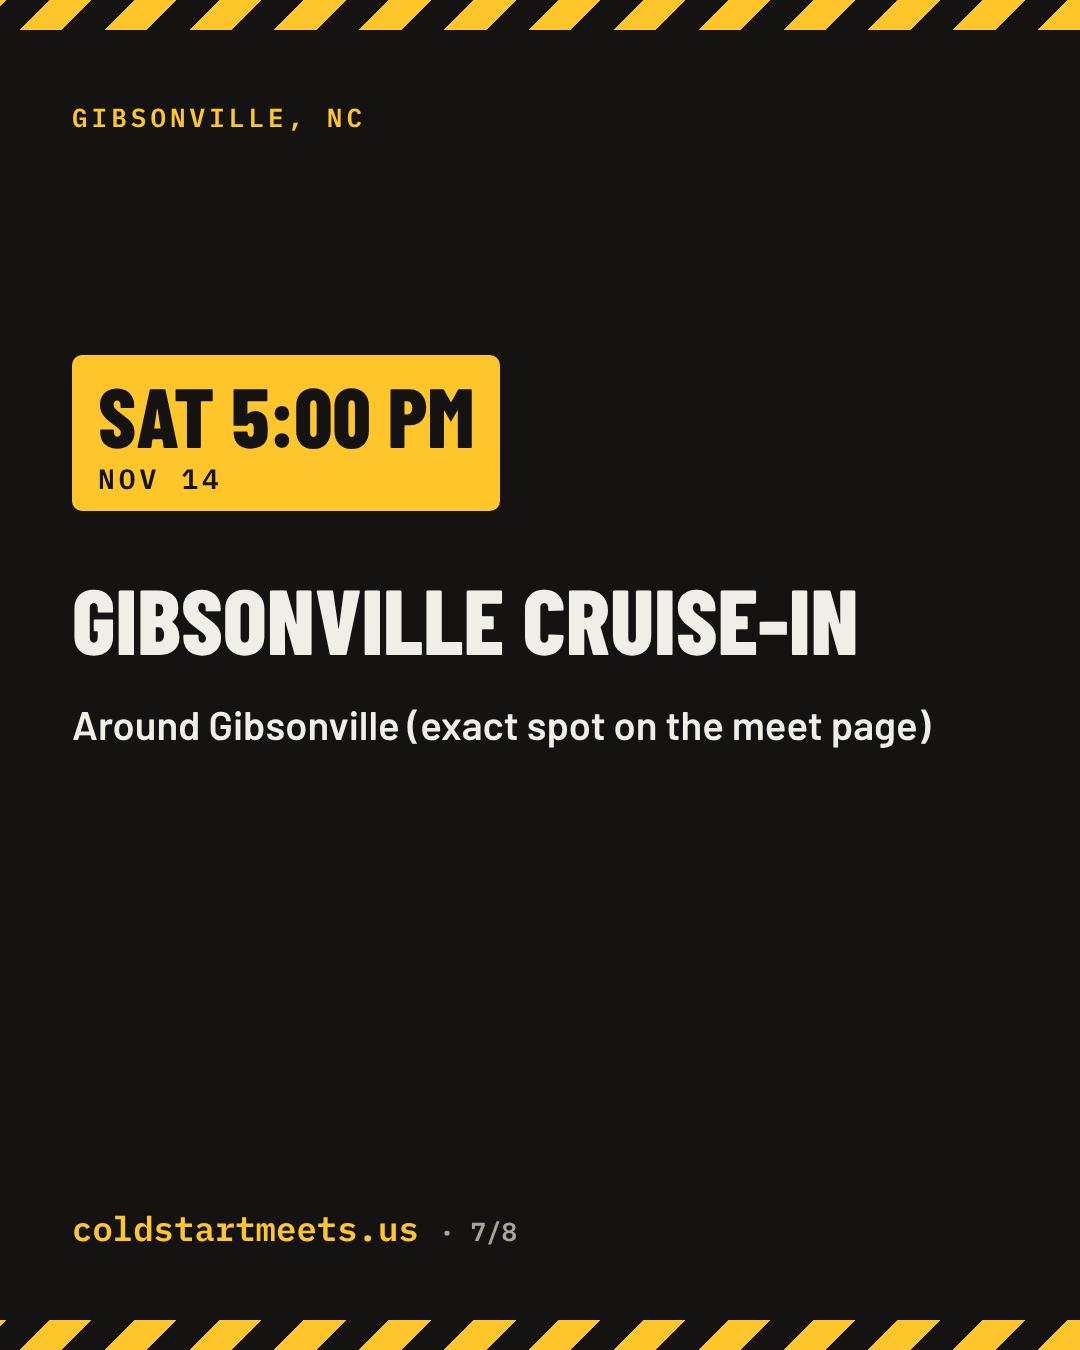 GIBSONVILLE, NC
SAT 5:00 PM
NOV 14
GIBSONVILLE CRUISE-IN
Around Gibsonville (exact spot on the meet page)
coldstartmeets.us · 7/8